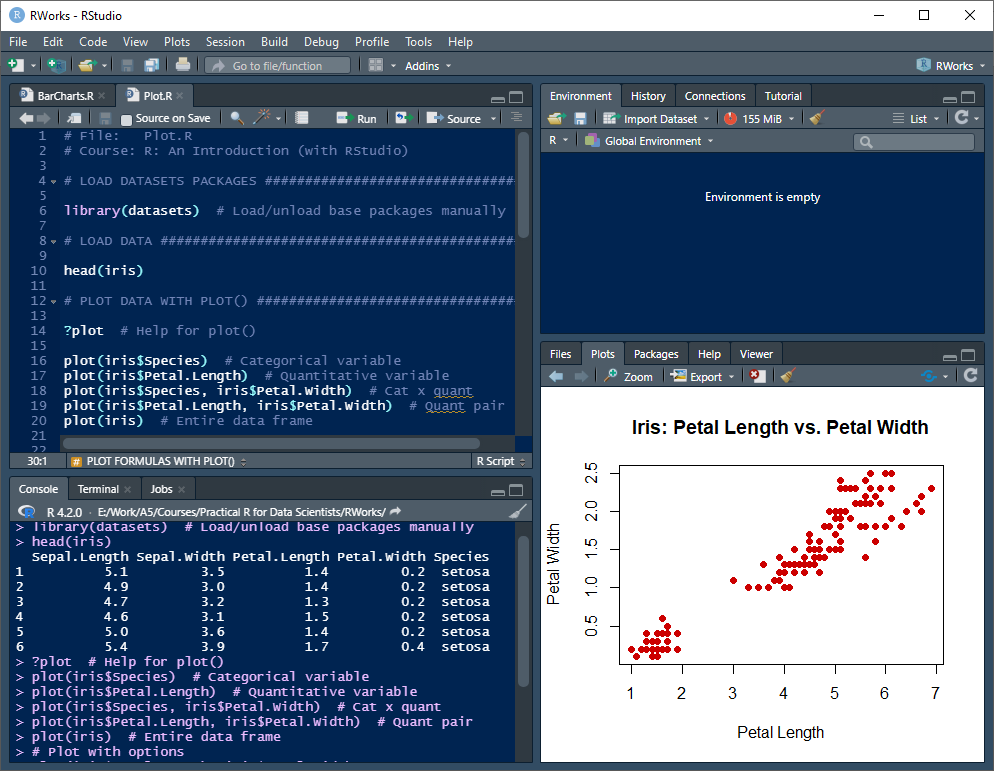 RWorks - RStudio
File Edit Code View Plots Session Build Debug Profile Tools Help
Go to file/function Addins RWorks
BarCharts.R Plot.R
Source on Save Run Source
1 # File:   Plot.R
2 # Course: R: An Introduction (with RStudio)
3
4 # LOAD DATASETS PACKAGES ################################
5
6 library(datasets)  # Load/unload base packages manually
7
8 # LOAD DATA #############################################
9
10 head(iris)
11
12 # PLOT DATA WITH PLOT() #################################
13
14 ?plot  # Help for plot()
15
16 plot(iris$Species)  # Categorical variable
17 plot(iris$Petal.Length)  # Quantitative variable
18 plot(iris$Species, iris$Petal.Width)  # Cat x quant
19 plot(iris$Petal.Length, iris$Petal.Width)  # Quant pair
20 plot(iris)  # Entire data frame
21
22
30:1 # PLOT FORMULAS WITH PLOT() R Script
Console Terminal Jobs
R 4.2.0 · E:/Work/A5/Courses/Practical R for Data Scientists/RWorks/
> library(datasets)  # Load/unload base packages manually
> head(iris)
Sepal.Length Sepal.Width Petal.Length Petal.Width Species
1 5.1 3.5 1.4 0.2 setosa
2 4.9 3.0 1.4 0.2 setosa
3 4.7 3.2 1.3 0.2 setosa
4 4.6 3.1 1.5 0.2 setosa
5 5.0 3.6 1.4 0.2 setosa
6 5.4 3.9 1.7 0.4 setosa
> ?plot  # Help for plot()
> plot(iris$Species)  # Categorical variable
> plot(iris$Petal.Length)  # Quantitative variable
> plot(iris$Species, iris$Petal.Width)  # Cat x quant
> plot(iris$Petal.Length, iris$Petal.Width)  # Quant pair
> plot(iris)  # Entire data frame
> # Plot with options
Environment History Connections Tutorial
Import Dataset 155 MiB List
R Global Environment
Environment is empty
Files Plots Packages Help Viewer
Zoom Export
Iris: Petal Length vs. Petal Width
Petal Width
2.5
2.0
1.5
1.0
0.5
1 2 3 4 5 6 7
Petal Length